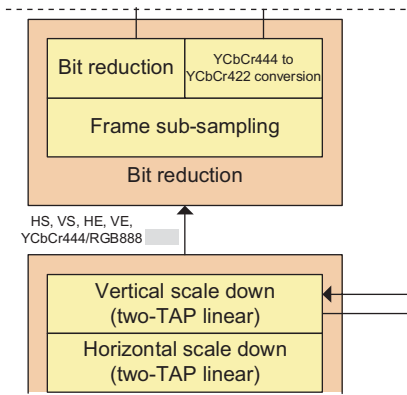 Bit reduction
YCbCr444 to
YCbCr422 conversion
Frame sub-sampling
Bit reduction
HS, VS, HE, VE,
YCbCr444/RGB888
Vertical scale down
(two-TAP linear)
Horizontal scale down
(two-TAP linear)